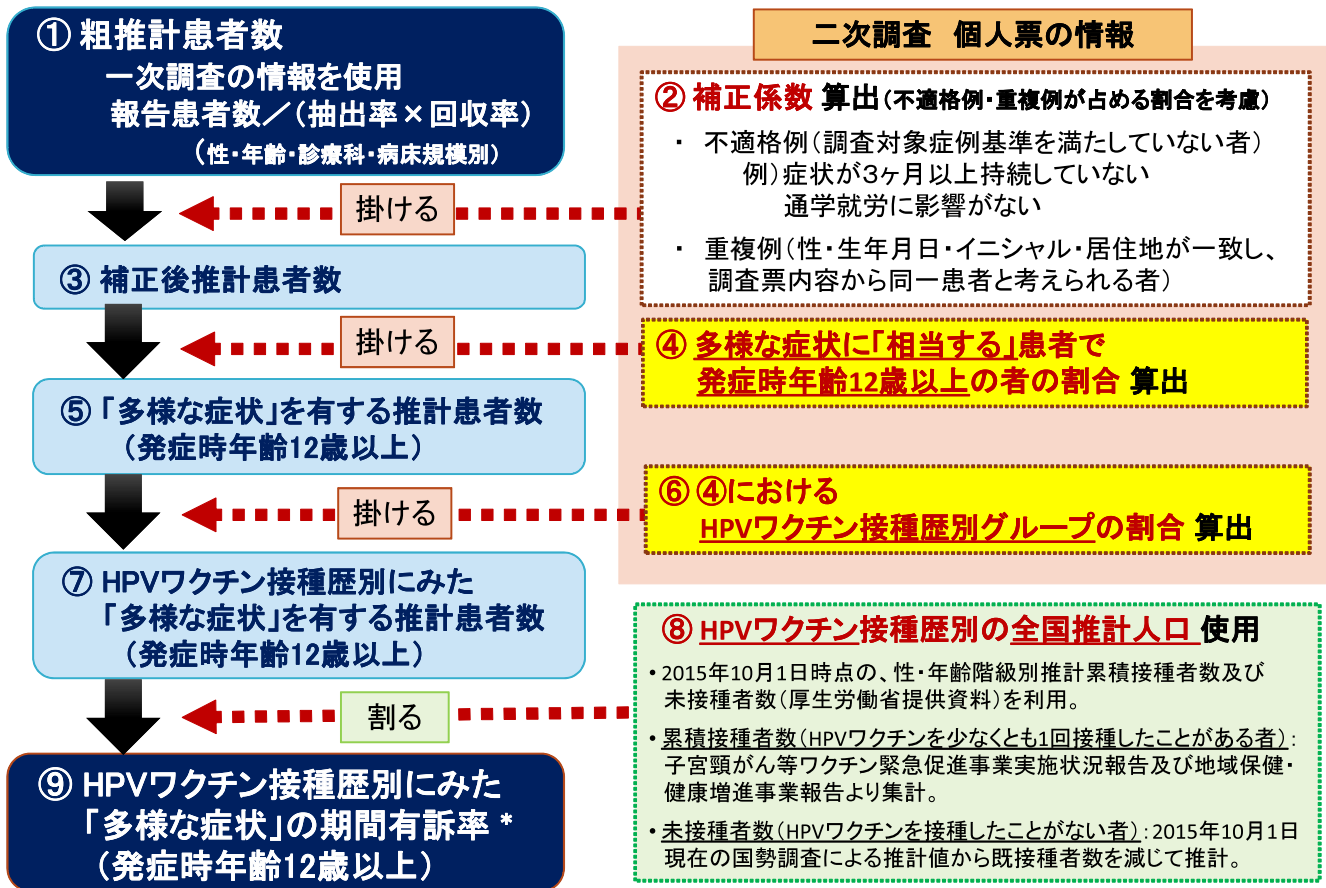 ① 粗推計患者数
一次調査の情報を使用
報告患者数／(抽出率×回収率)
(性・年齢・診療科・病床規模別)
掛ける
③ 補正後推計患者数
掛ける
⑤「多様な症状」を有する推計患者数
（発症時年齢12歳以上）
掛ける
⑦ HPVワクチン接種歴別にみた
「多様な症状」を有する推計患者数
（発症時年齢12歳以上）
割る
⑨ HPVワクチン接種歴別にみた
「多様な症状」の期間有訴率 *
（発症時年齢12歳以上）
二次調査 個人票の情報
② 補正係数 算出(不適格例・重複例が占める割合を考慮)
・ 不適格例(調査対象症例基準を満たしていない者)
例)症状が3ヶ月以上持続していない
通学就労に影響がない
・ 重複例(性・生年月日・イニシャル・居住地が一致し、
調査票内容から同一患者と考えられる者)
④ 多様な症状に「相当する」患者で
発症時年齢12歳以上の者の割合 算出
⑥ ④における
HPVワクチン接種歴別グループの割合 算出
⑧ HPVワクチン接種歴別の全国推計人口 使用
• 2015年10月1日時点の、性・年齢階級別推計累積接種者数及び
未接種者数(厚生労働省提供資料)を利用。
• 累積接種者数(HPVワクチンを少なくとも1回接種したことがある者)：
子宮頸がん等ワクチン緊急促進事業実施状況報告及び地域保健・
健康増進事業報告より集計。
• 未接種者数(HPVワクチンを接種したことがない者)：2015年10月1日
現在の国勢調査による推計値から既接種者数を減じて推計。